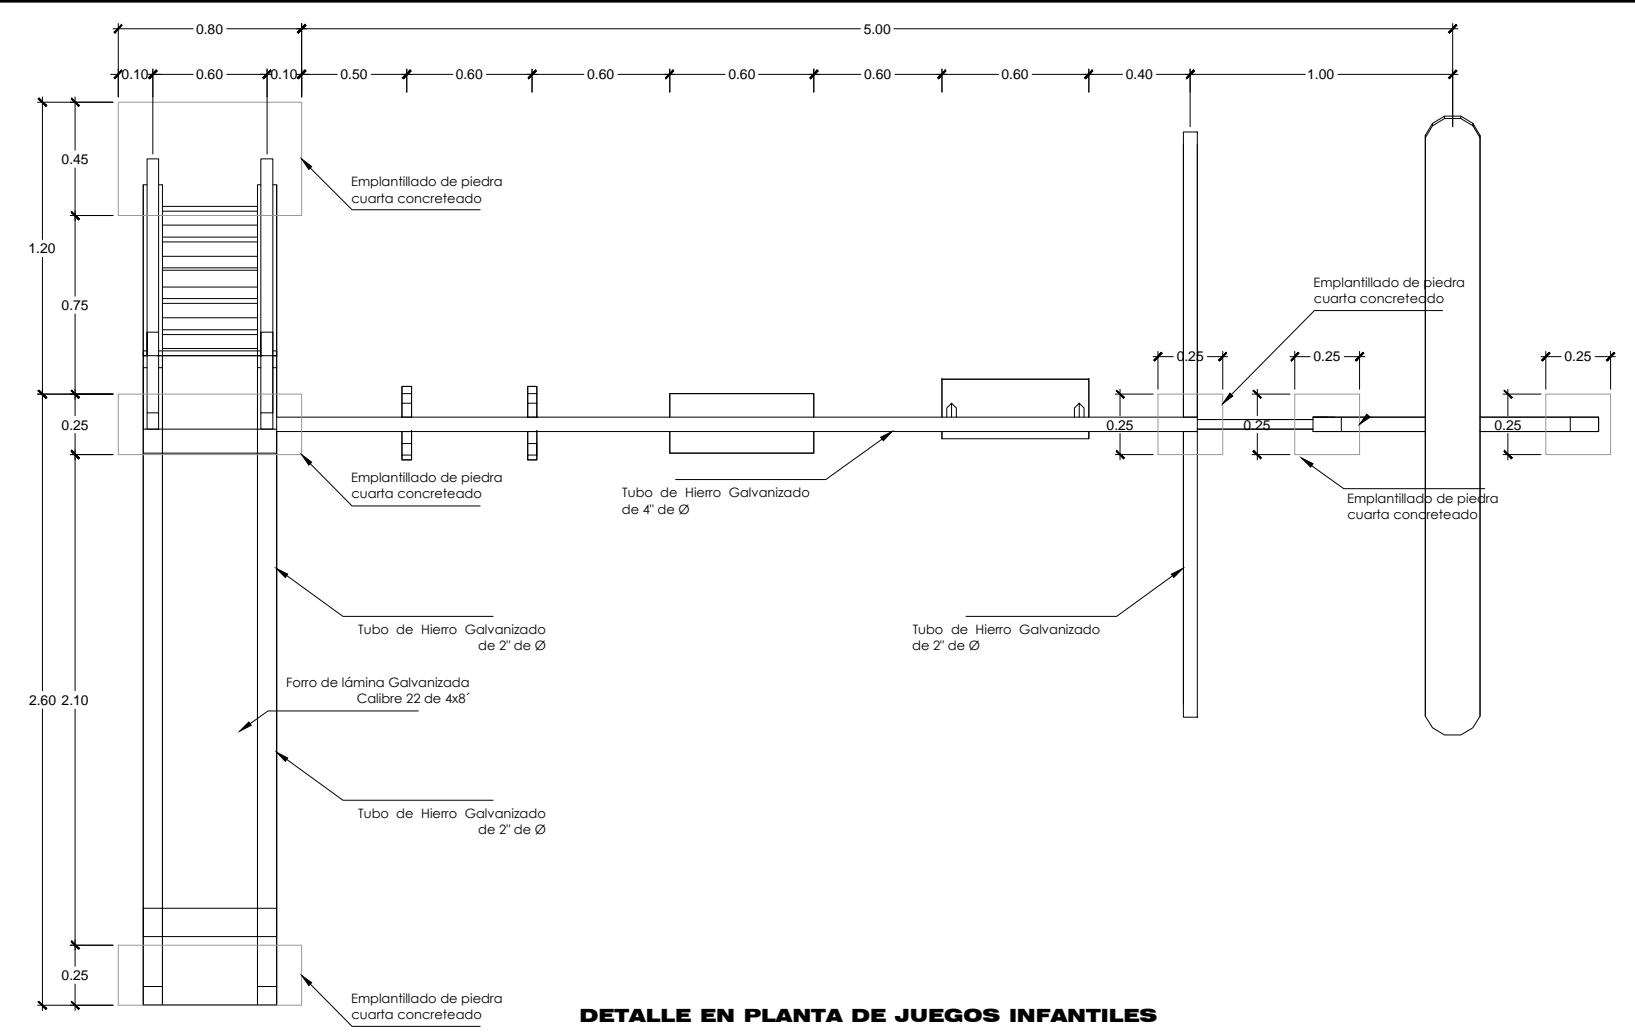 0.80
5.00
0.10
0.60
0.10
0.50
0.60
0.60
0.60
0.60
0.60
0.40
1.00
0.45
Emplantillado de piedra
cuarta concreteado
1.20
0.75
Emplantillado de piedra
cuarta concreteado
0.25
0.25
0.25
0.25
0.25
0.25
0.25
Emplantillado de piedra
cuarta concreteado
Tubo de Hierro Galvanizado
de 4" de Ø
Emplantillado de piedra
cuarta concreteado
Tubo de Hierro Galvanizado
de 2" de Ø
Tubo de Hierro Galvanizado
de 2" de Ø
Forro de lámina Galvanizada
Calibre 22 de 4x8´
2.60
2.10
Tubo de Hierro Galvanizado
de 2" de Ø
0.25
Emplantillado de piedra
cuarta concreteado
DETALLE EN PLANTA DE JUEGOS INFANTILES